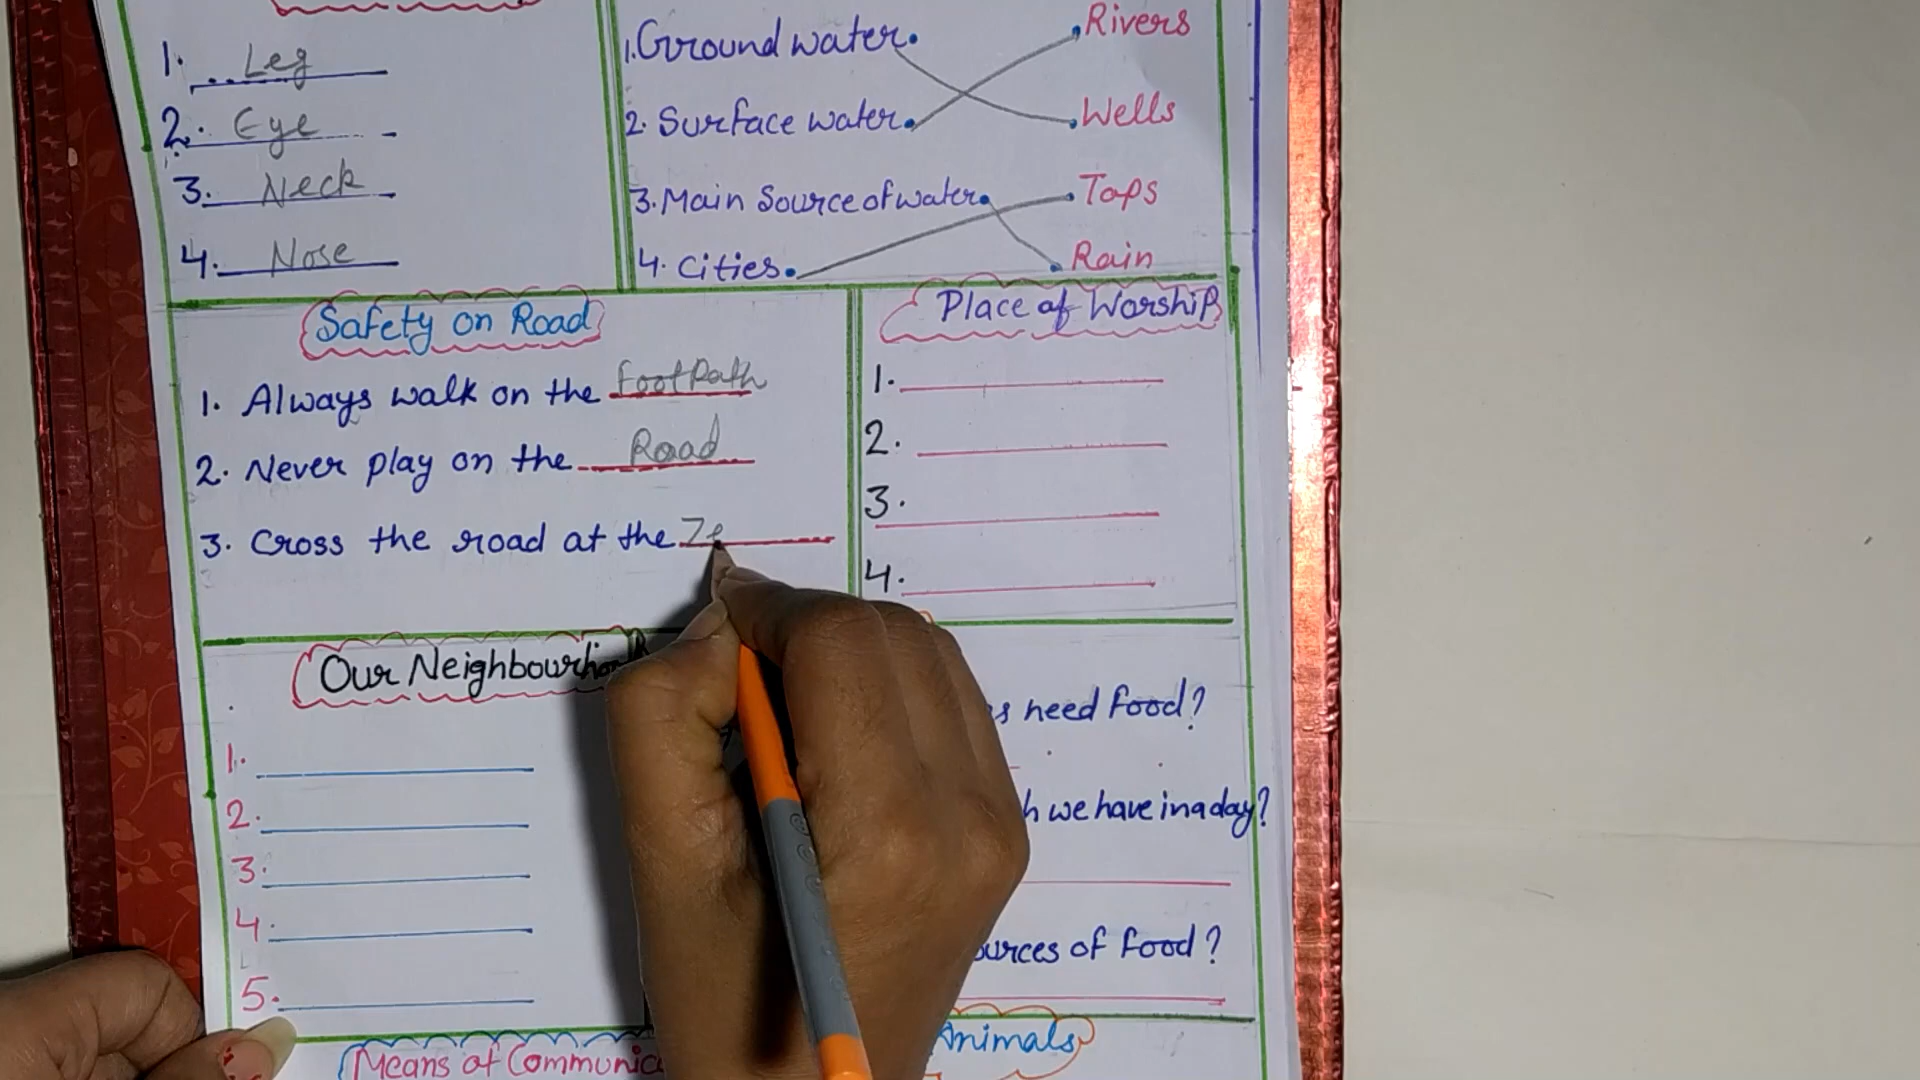 1. Leg
2. Eye
3. Neck
4. Nose
1. Ground water. Rivers
2. Surface water. Wells
3. Main Source of water. Taps
4. Cities. Rain
Safety on Road
1. Always walk on the FootPath
2. Never play on the Road
3. Cross the road at the Ze
Place of Worship
1.
2.
3.
4.
Our
1.
2.
3.
4.
5.
need food?
we have in a day?
of food?
Means of
Animals